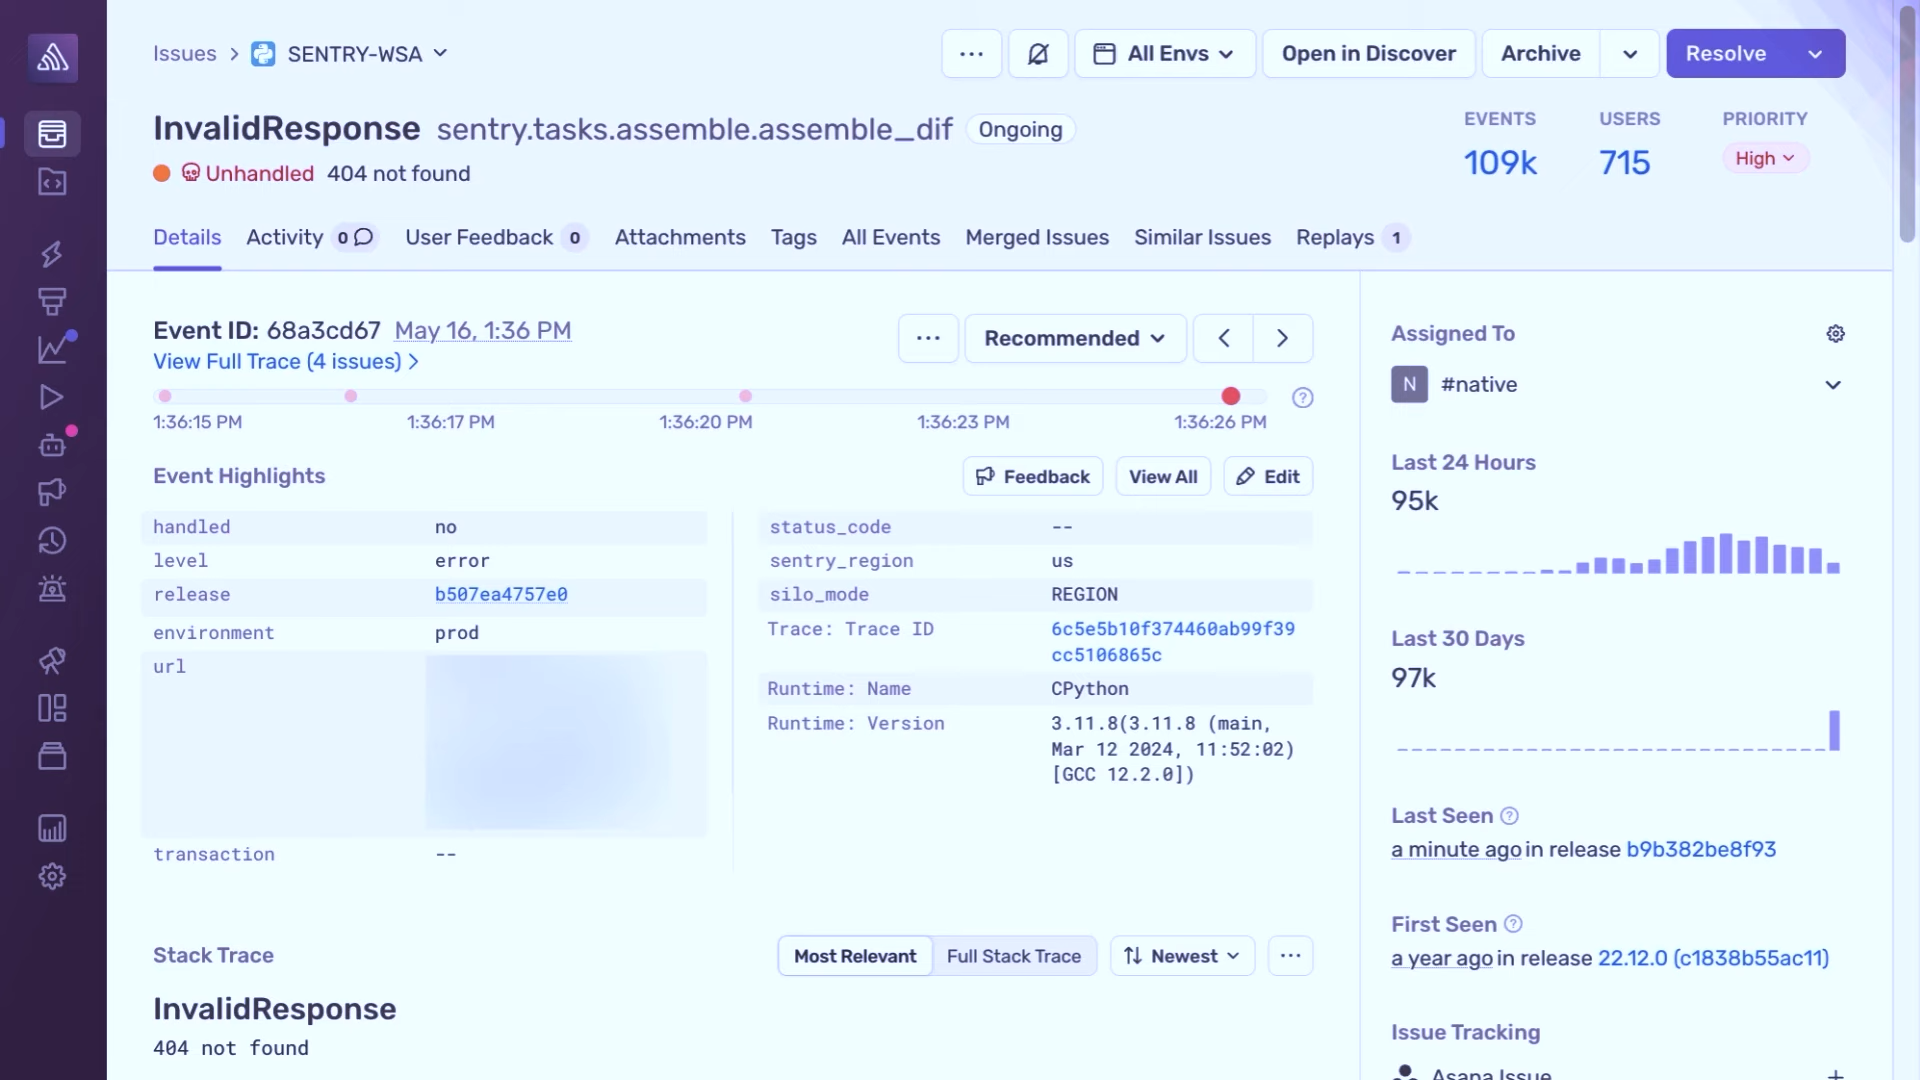 Issues > SENTRY-WSA
All Envs
Open in Discover
Archive
Resolve
InvalidResponse sentry.tasks.assemble.assemble_dif Ongoing
Unhandled 404 not found
EVENTS
109k
USERS
715
PRIORITY
High
Details Activity 0 User Feedback 0 Attachments Tags All Events Merged Issues Similar Issues Replays 1
Event ID: 68a3cd67 May 16, 1:36 PM
View Full Trace (4 issues) >
Recommended
1:36:15 PM 1:36:17 PM 1:36:20 PM 1:36:23 PM 1:36:26 PM
Event Highlights
Feedback
View All
Edit
handled no
level error
release b507ea4757e0
environment prod
url
transaction --
status_code --
sentry_region us
silo_mode REGION
Trace: Trace ID 6c5e5b10f374460ab99f39
cc5106865c
Runtime: Name CPython
Runtime: Version 3.11.8(3.11.8 (main,
Mar 12 2024, 11:52:02)
[GCC 12.2.0])
Stack Trace
Most Relevant
Full Stack Trace
Newest
InvalidResponse
404 not found
Assigned To
N #native
Last 24 Hours
95k
Last 30 Days
97k
Last Seen ?
a minute ago in release b9b382be8f93
First Seen ?
a year ago in release 22.12.0 (c1838b55ac11)
Issue Tracking
Asana Issue